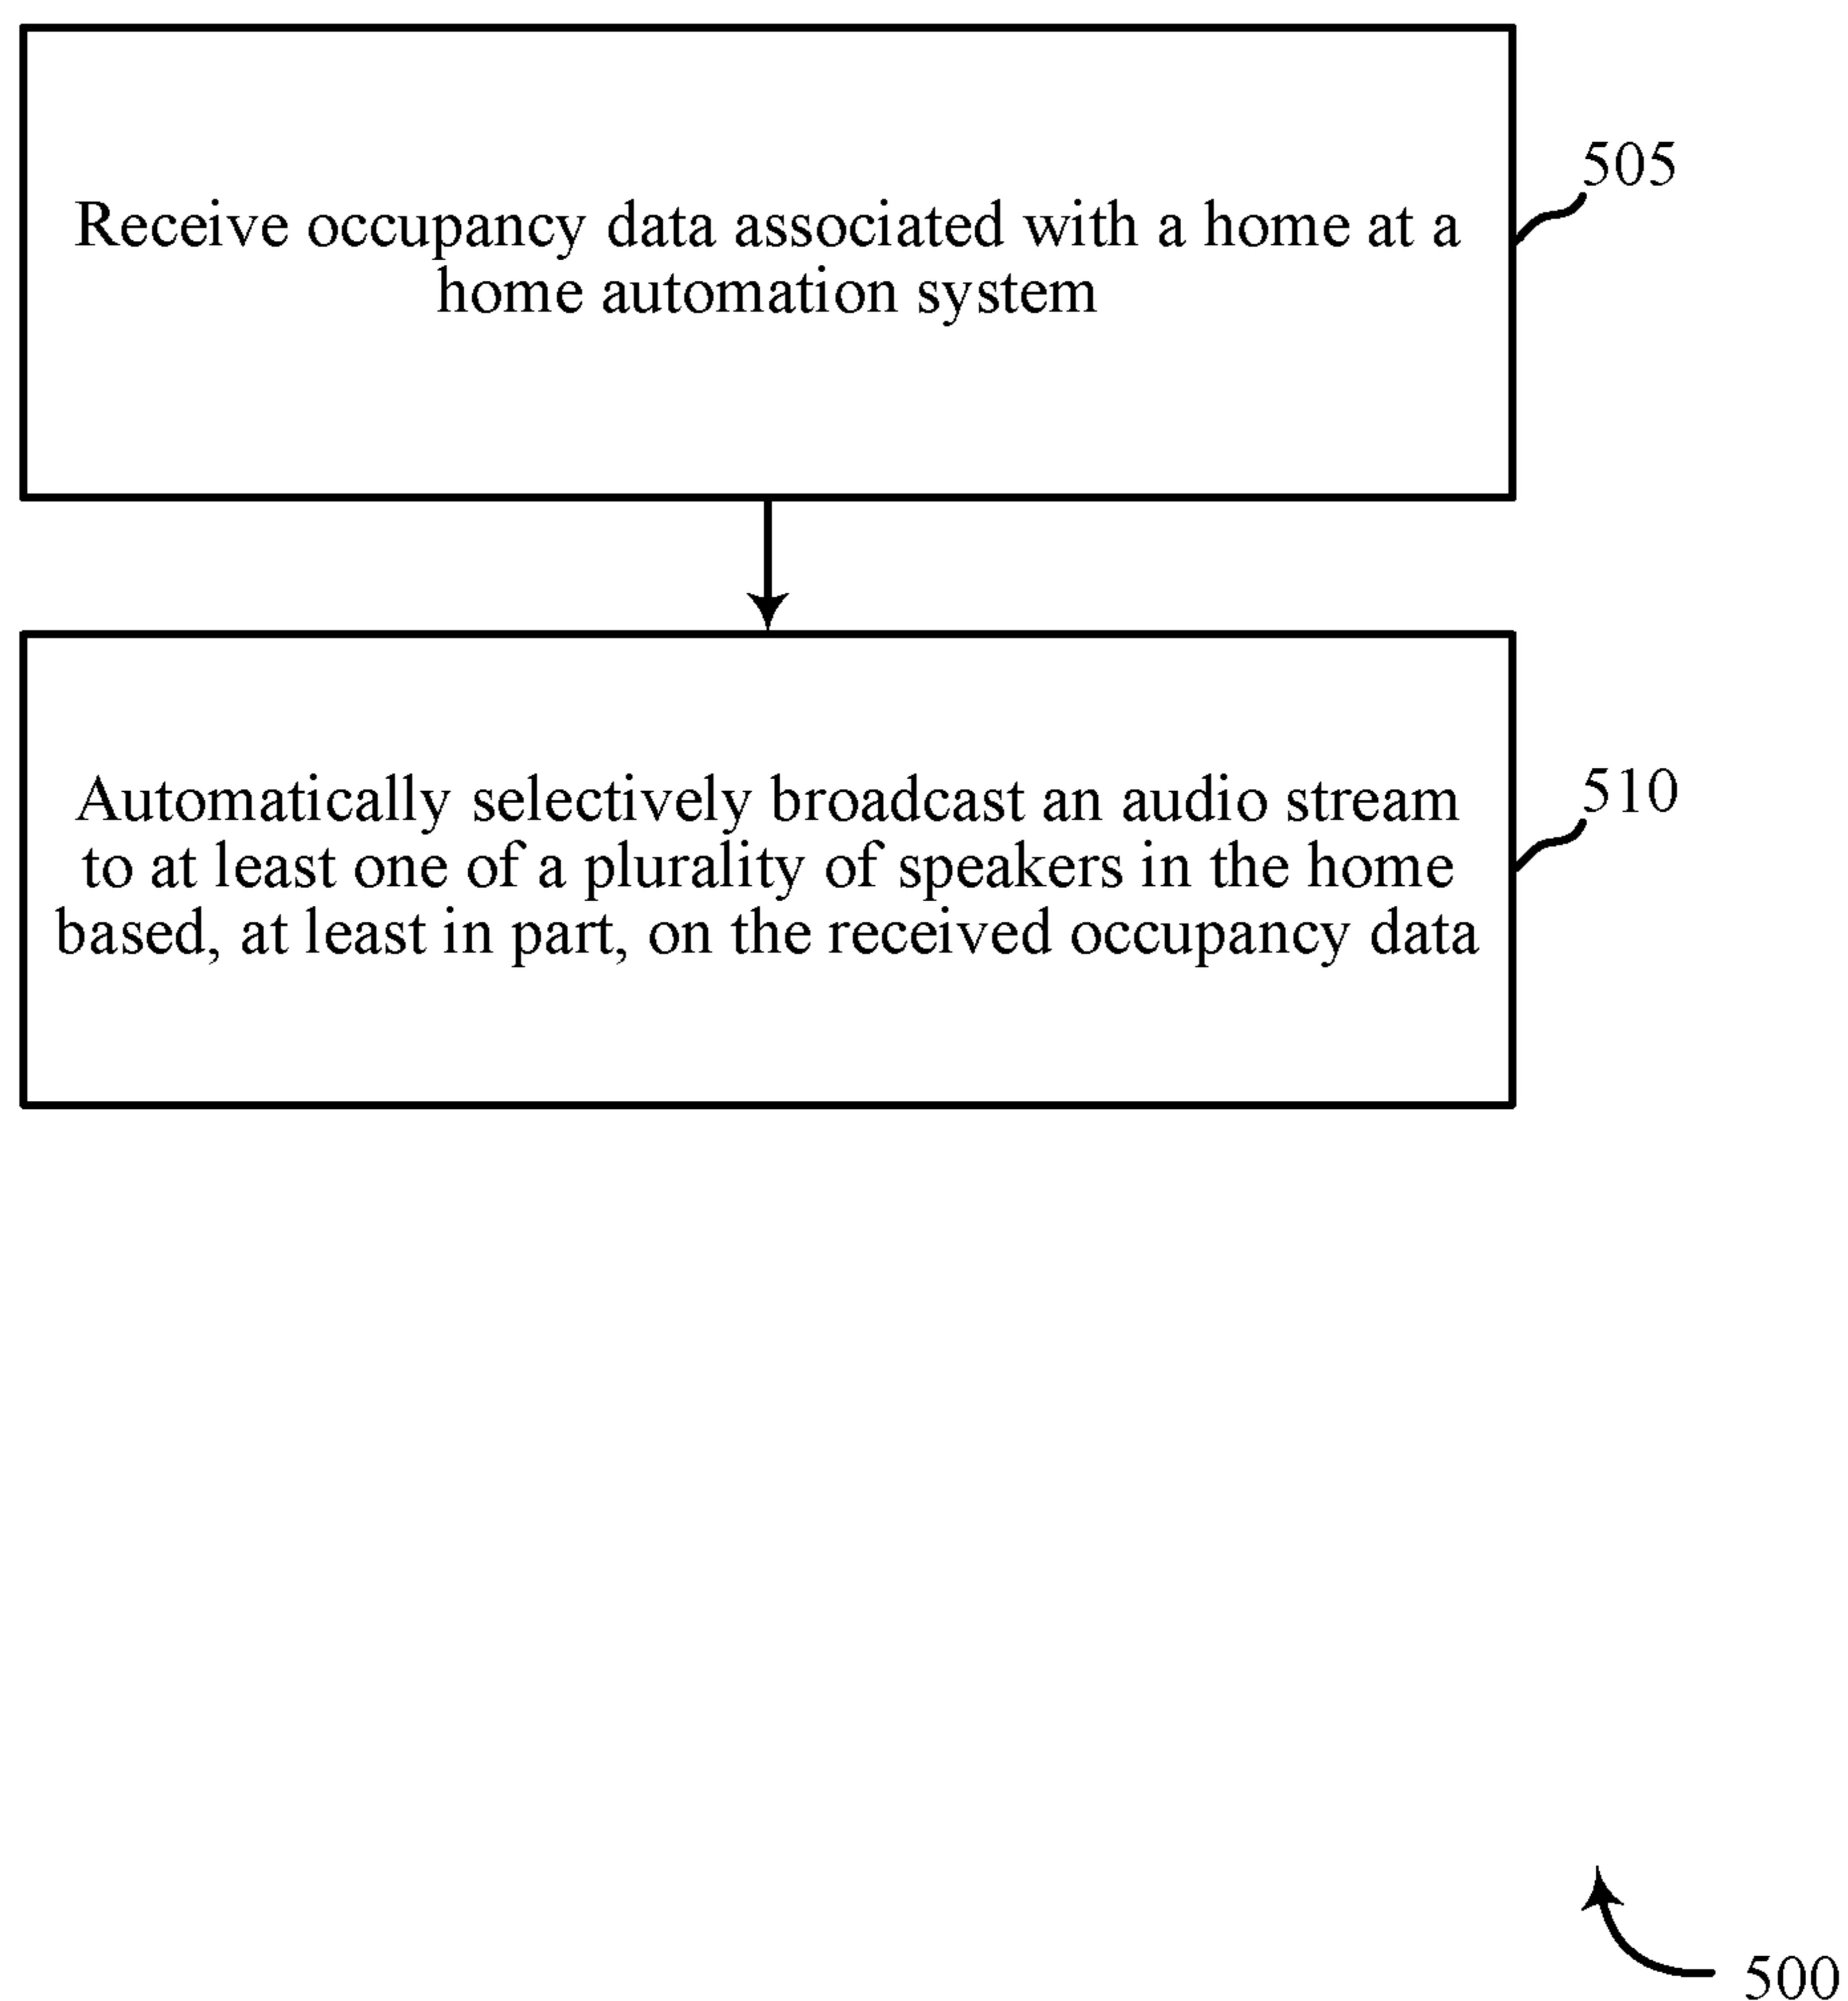 Receive occupancy data associated with a home at a
home automation system
505
Automatically selectively broadcast an audio stream
to at least one of a plurality of speakers in the home
based, at least in part, on the received occupancy data
510
500